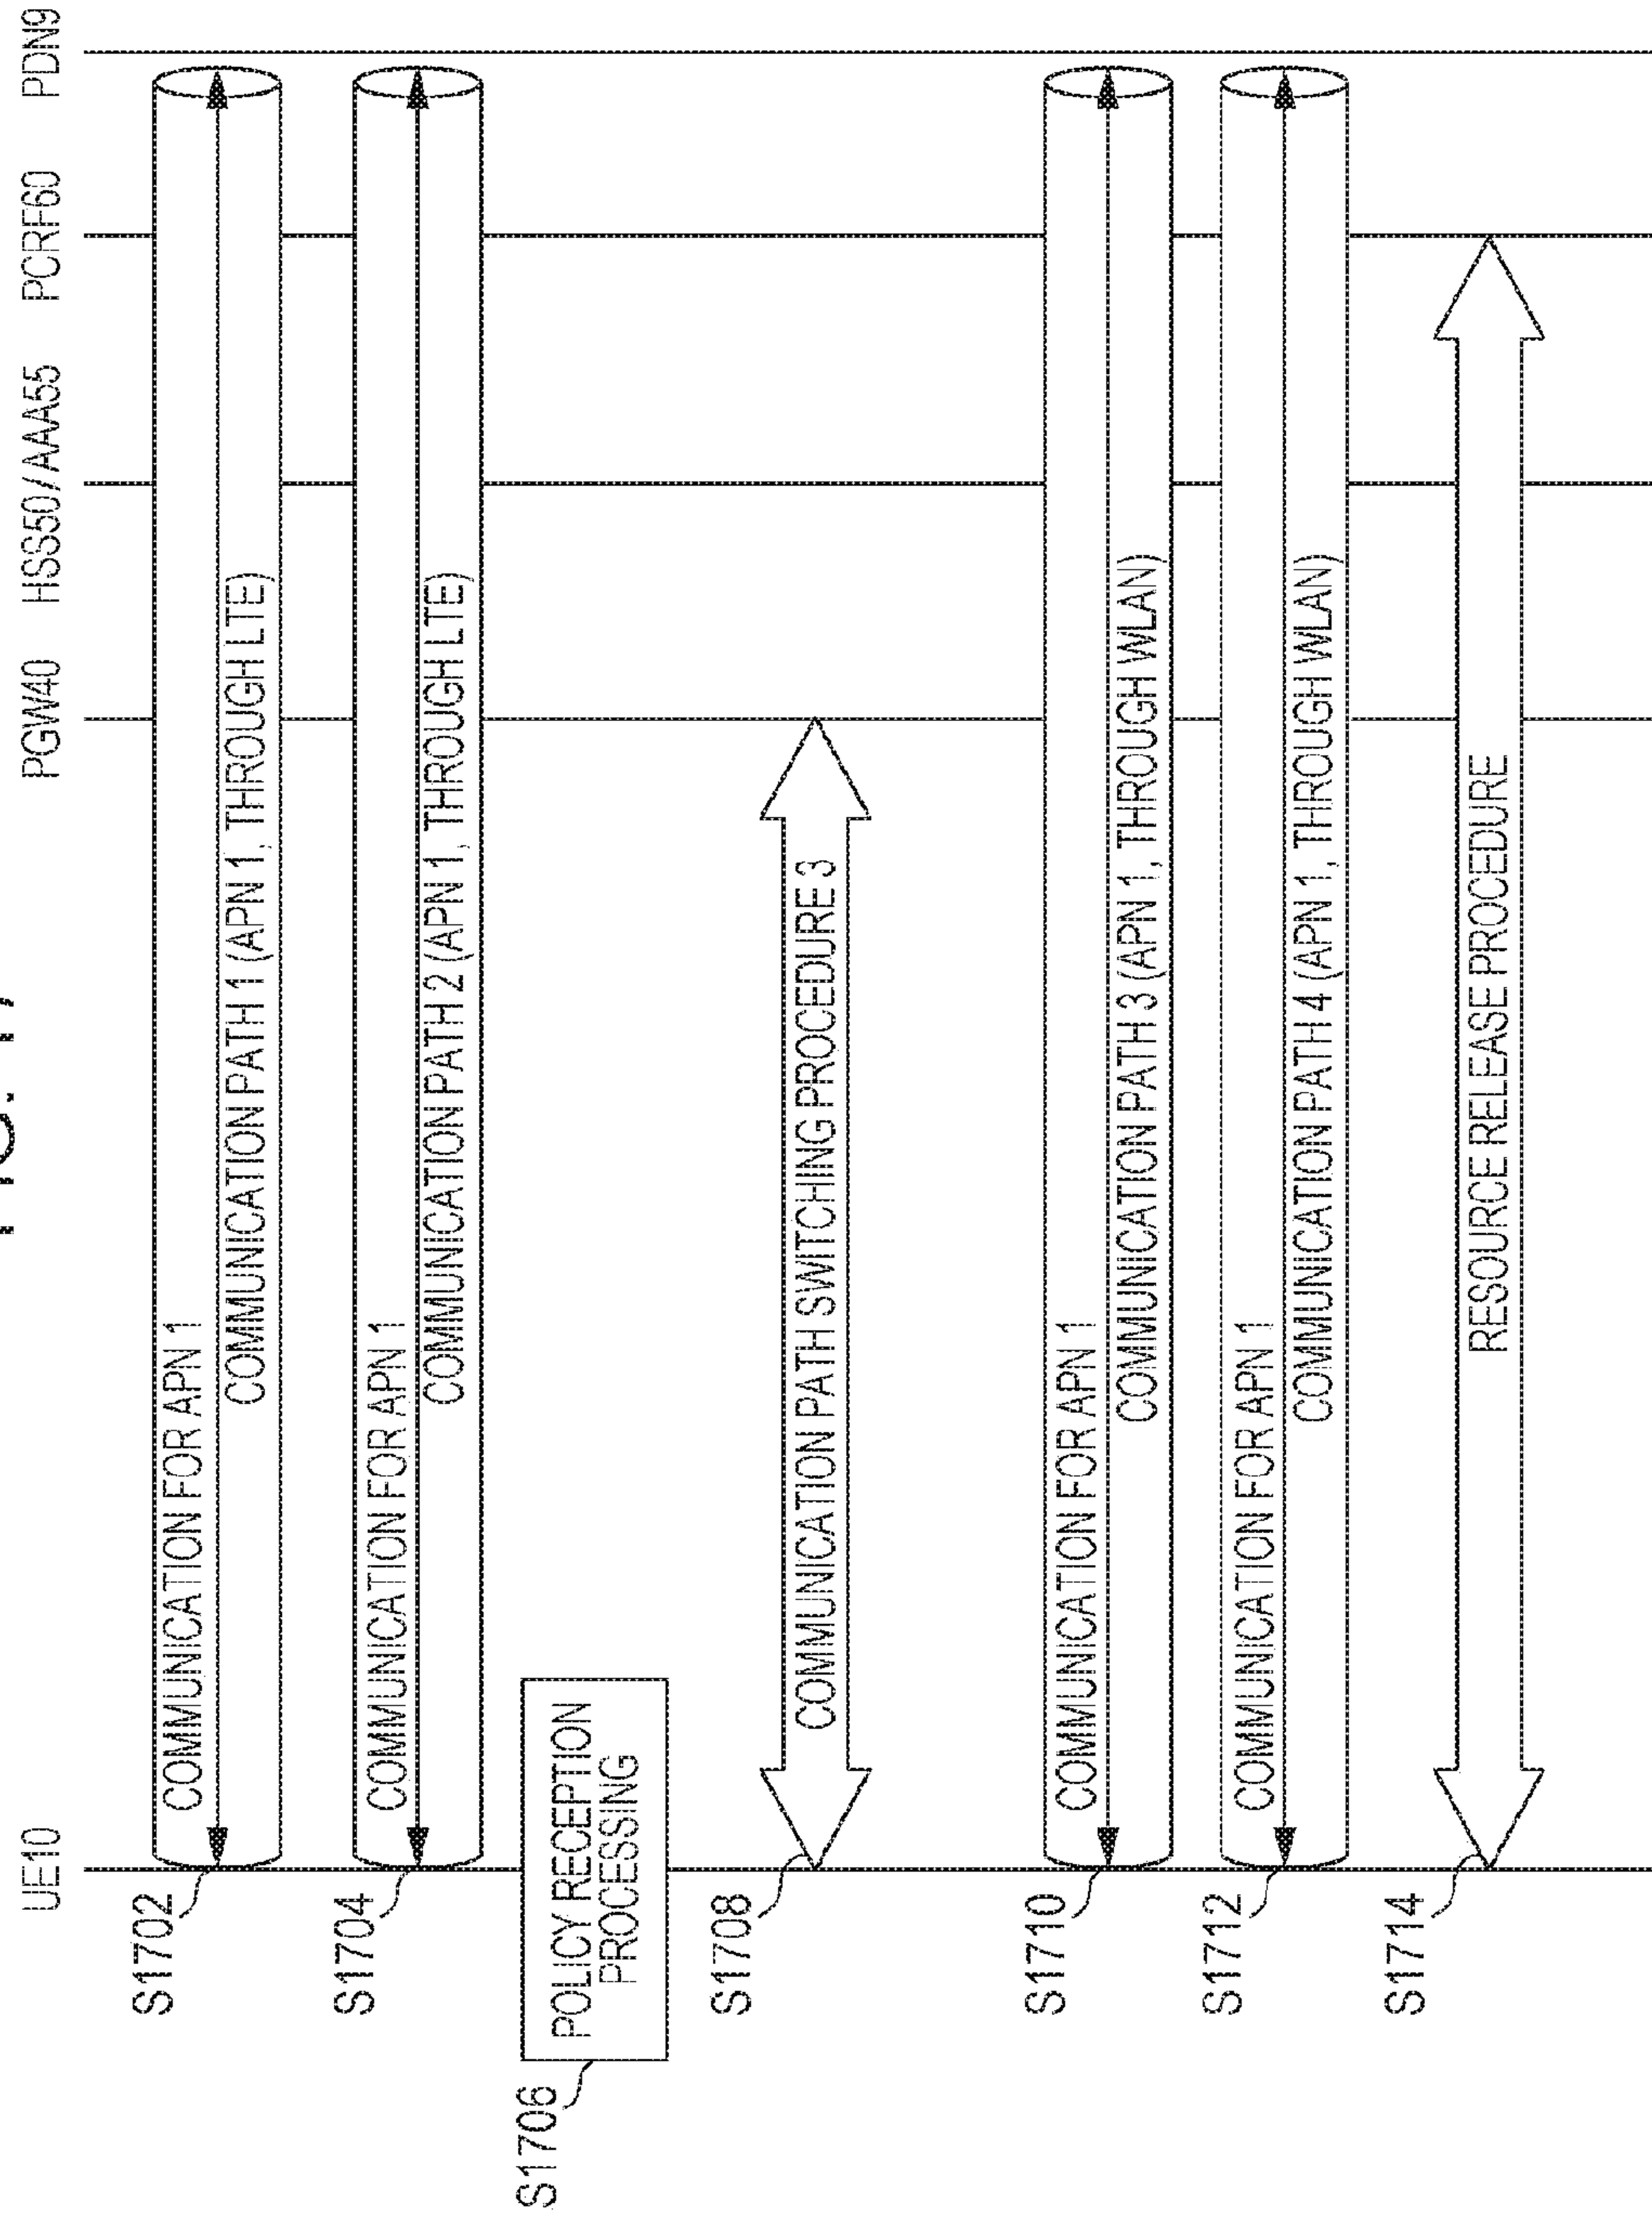 UE10
PGW40
HSS50/AAA55
PCRF60
PDN9
S1702
COMMUNICATION FOR APN 1
COMMUNICATION PATH 1 (APN 1, THROUGH LTE)
S1704
COMMUNICATION FOR APN 1
COMMUNICATION PATH 2 (APN 1, THROUGH LTE)
S1706
POLICY RECEPTION
PROCESSING
S1708
COMMUNICATION PATH SWITCHING PROCEDURE 3
S1710
COMMUNICATION FOR APN 1
COMMUNICATION PATH 3 (APN 1, THROUGH WLAN)
S1712
COMMUNICATION FOR APN 1
COMMUNICATION PATH 4 (APN 1, THROUGH WLAN)
S1714
RESOURCE RELEASE PROCEDURE